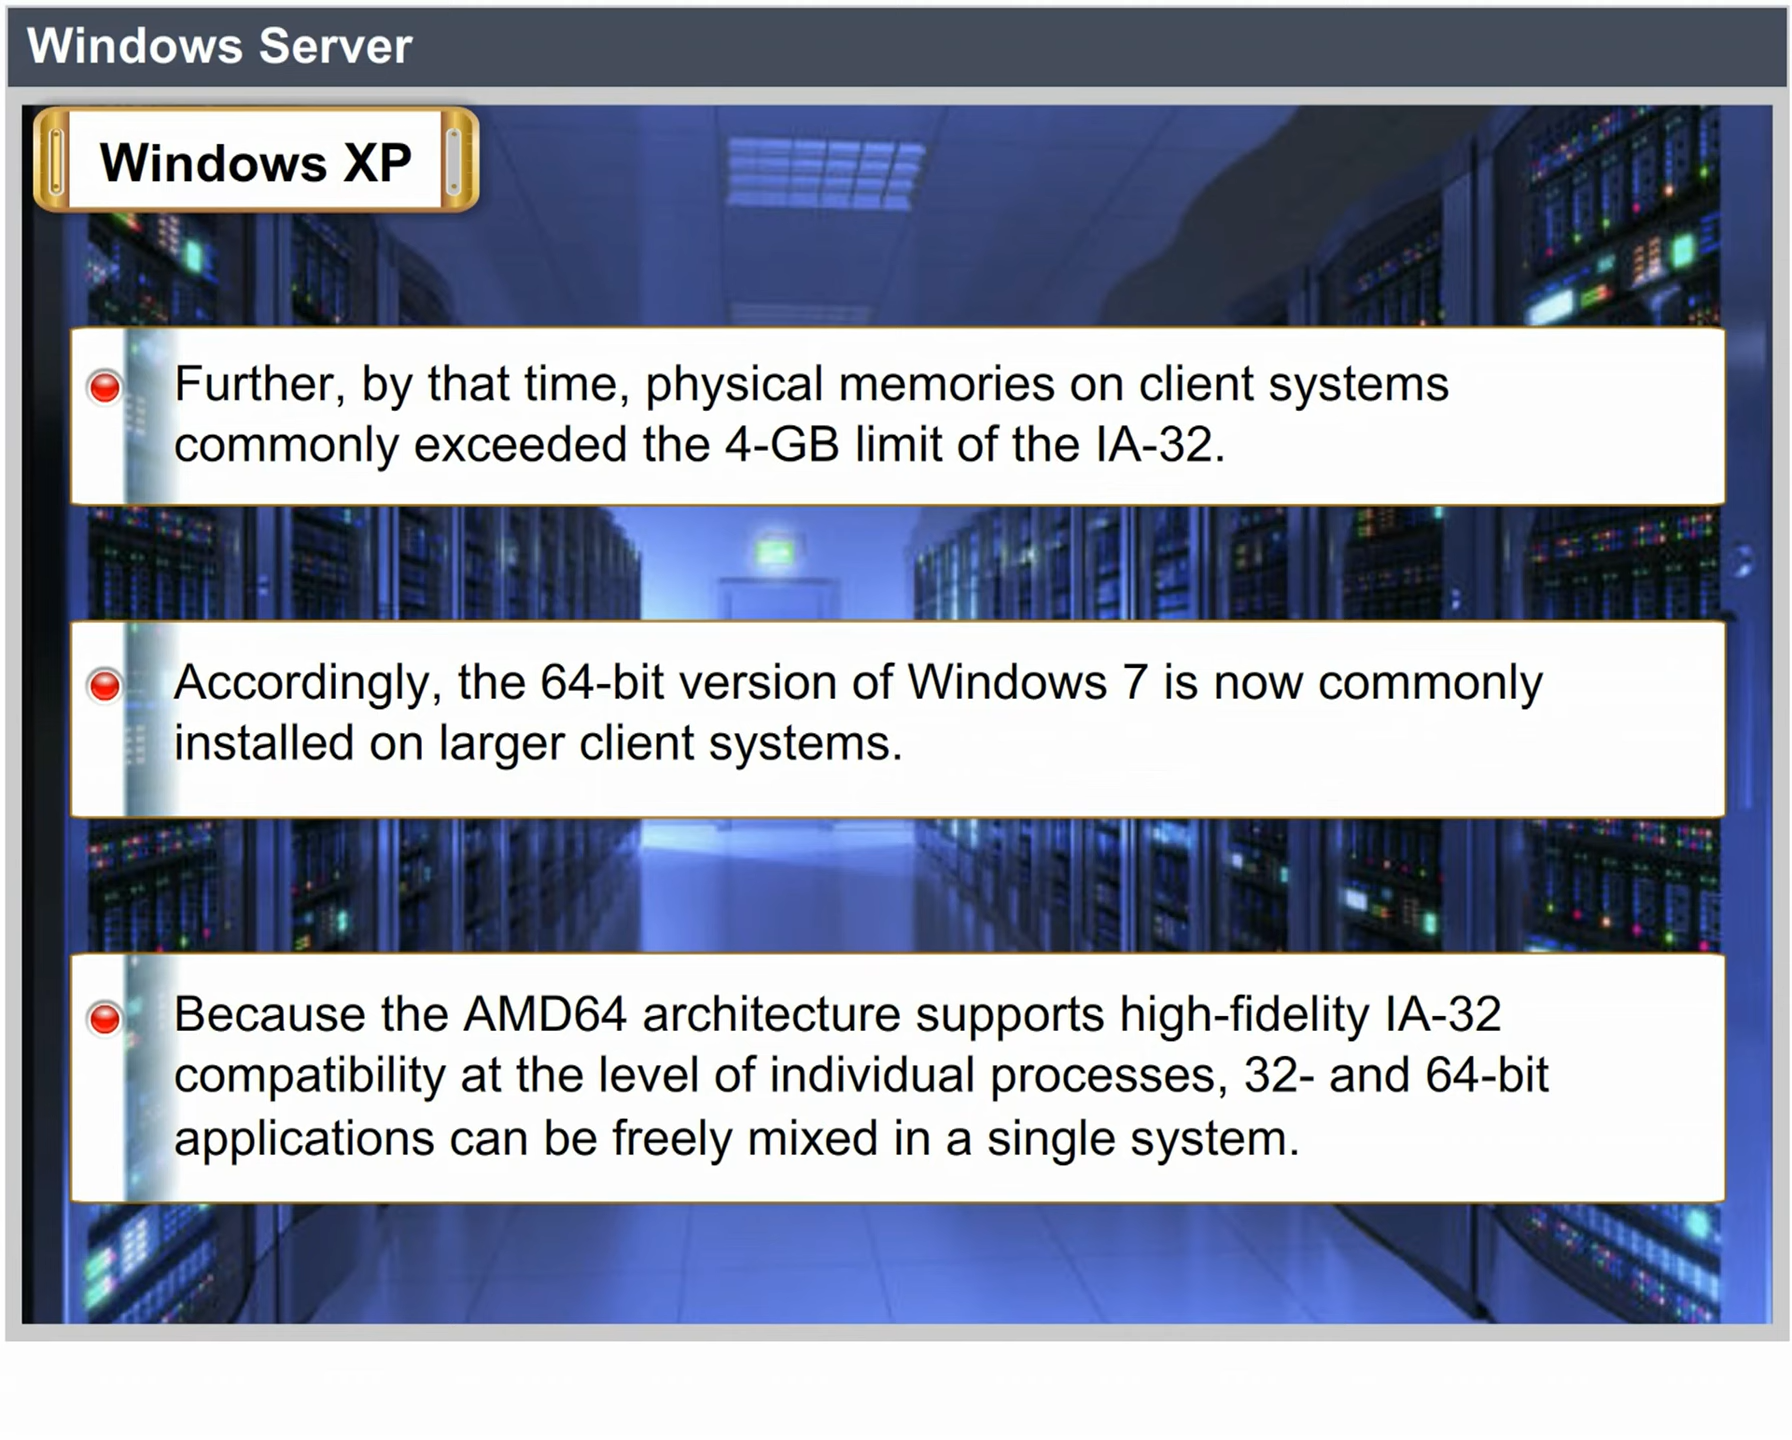 Windows Server
Windows XP
Further, by that time, physical memories on client systems
commonly exceeded the 4-GB limit of the IA-32.
Accordingly, the 64-bit version of Windows 7 is now commonly
installed on larger client systems.
Because the AMD64 architecture supports high-fidelity IA-32
compatibility at the level of individual processes, 32- and 64-bit
applications can be freely mixed in a single system.